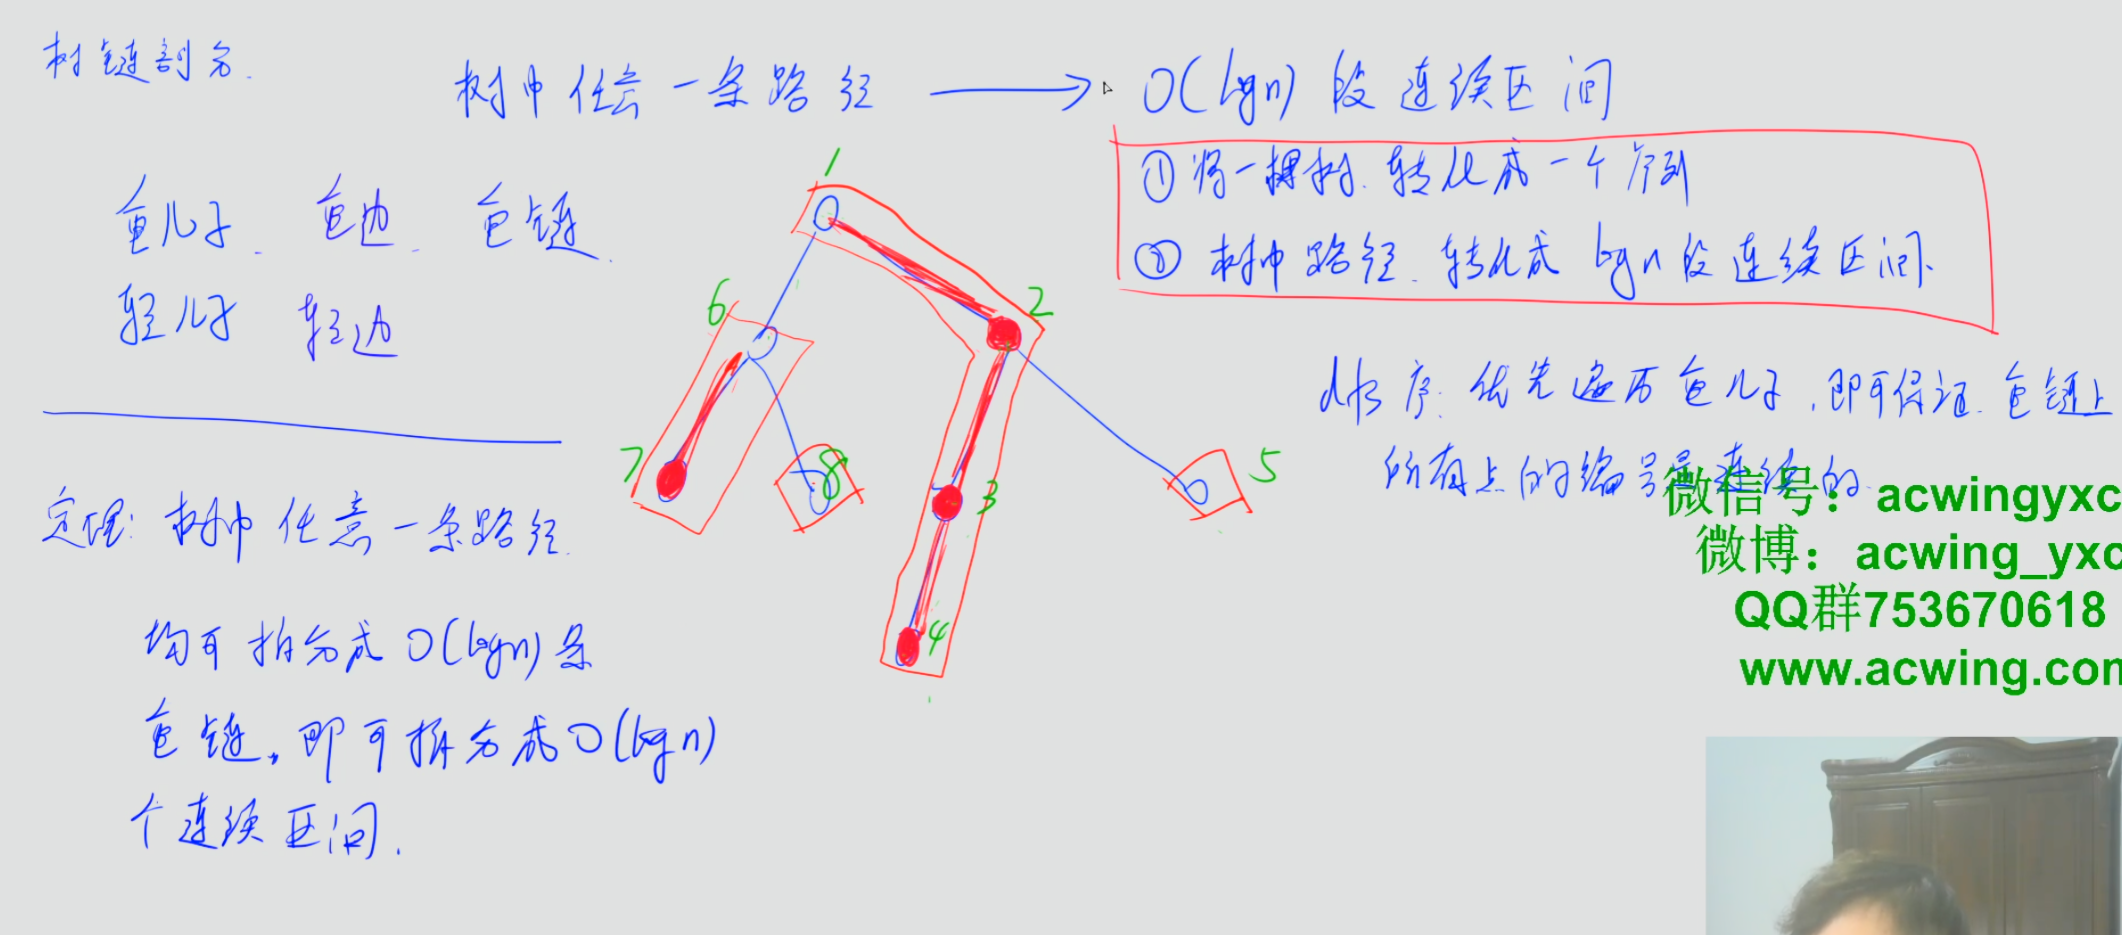 树链剖分.
树中任意一条路径 → O(logn) 段连续区间
① 将一棵树.转化成一个序列
② 树中路径.转化成 logn 段连续区间.
重儿子. 重边. 重链.
轻儿子 轻边
dfs序: 优先遍历重儿子,即可保证.重链上
所有点的编号是连续的.
定理: 树中任意一条路径.
均可拆分成 O(logn) 条
重链,即可拆分成 O(logn)
个连续区间.
1
2
6
7
8
3
5
4
微信号：acwingyxc
微博：acwing_yxc
QQ群753670618
www.acwing.com